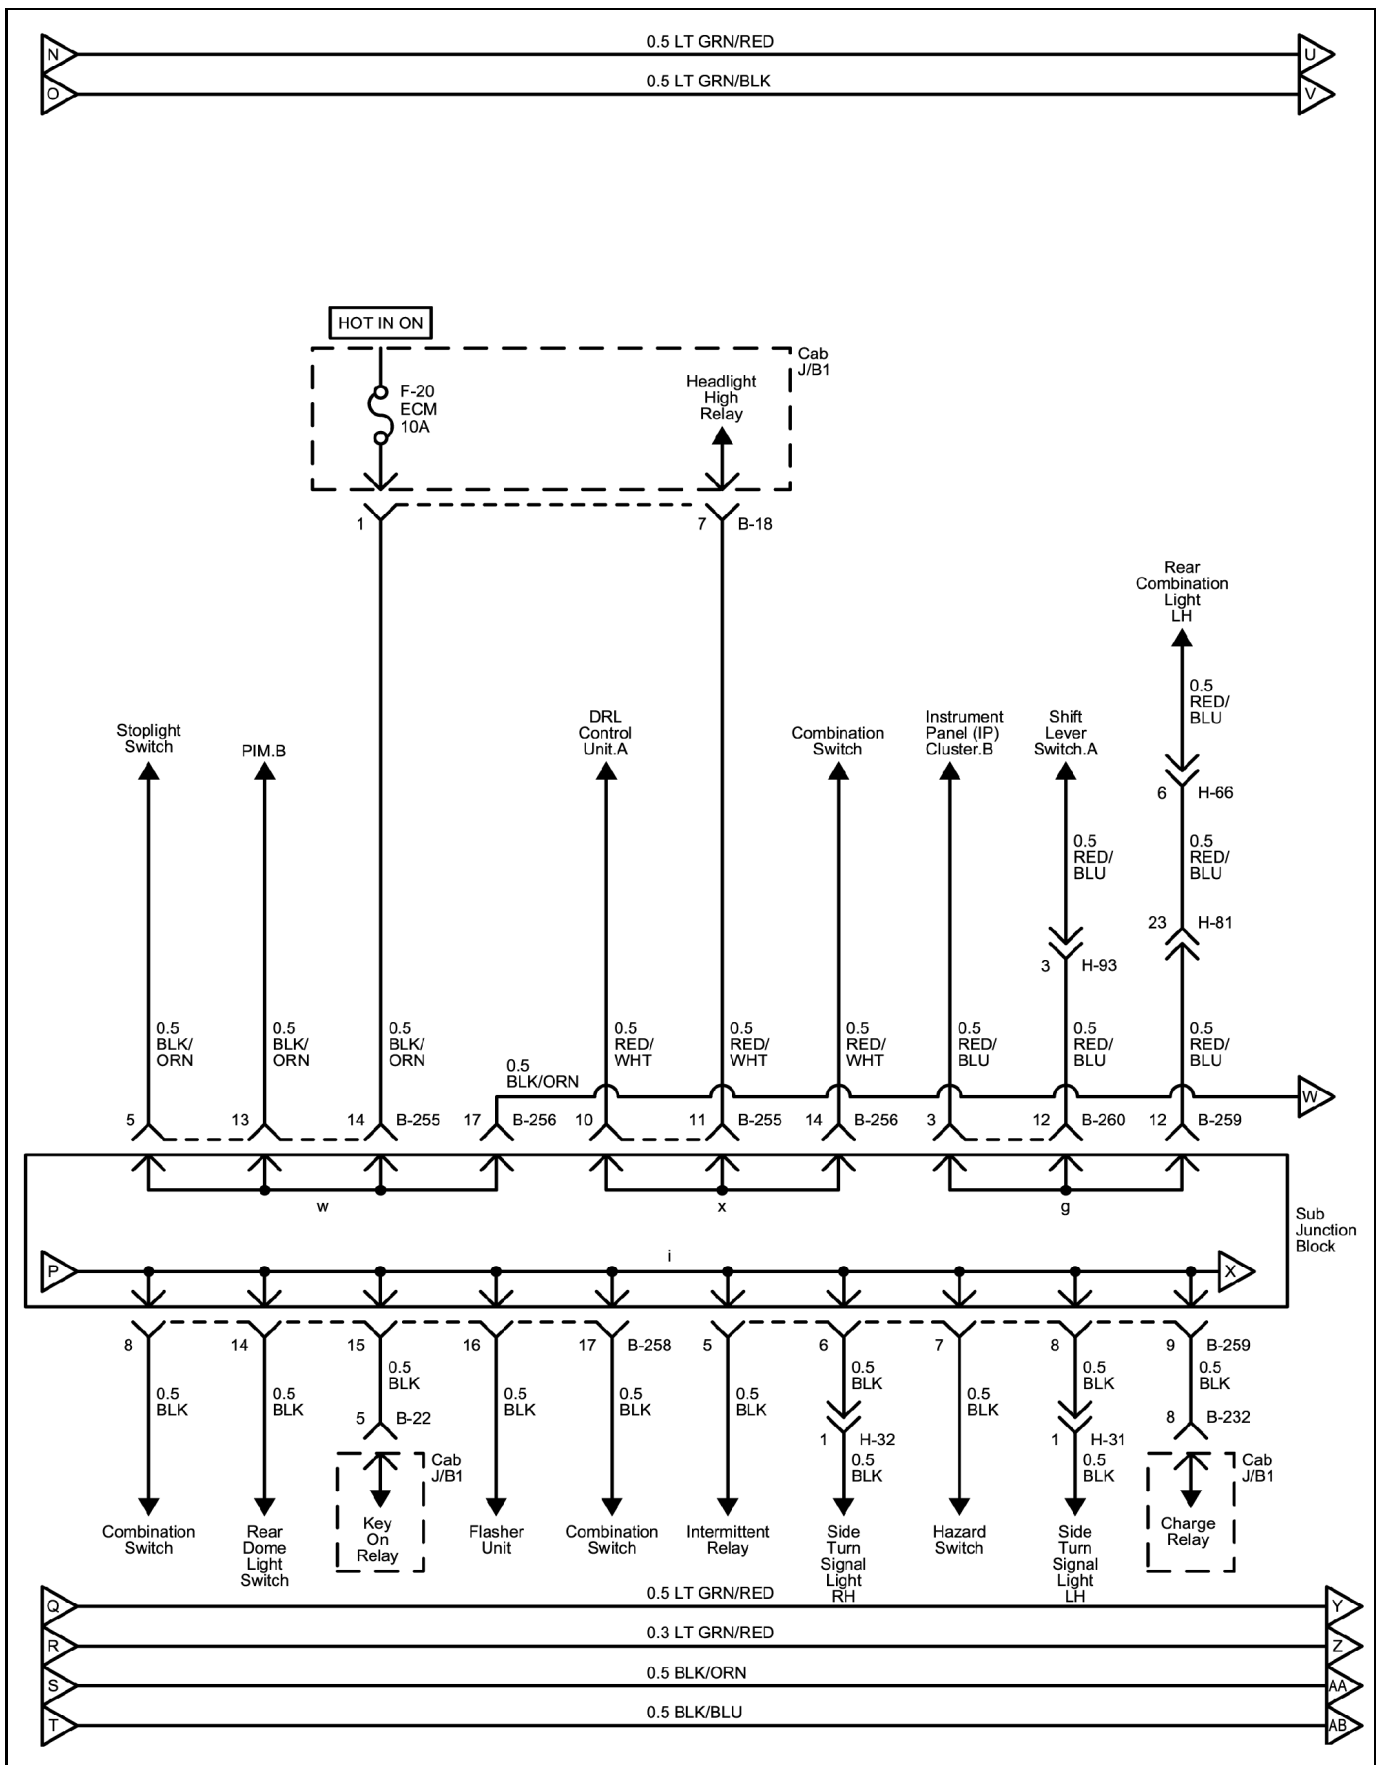 N 0.5 LT GRN/RED U
O 0.5 LT GRN/BLK V
HOT IN ON
Cab
J/B1
F-20
ECM
10A
Headlight
High
Relay
1 7 B-18
Rear
Combination
Light
LH
0.5
RED/
BLU
Stoplight
Switch
PIM.B
DRL
Control
Unit.A
Combination
Switch
Instrument
Panel (IP)
Cluster.B
Shift
Lever
Switch.A
6 H-66
0.5
RED/
BLU
0.5
RED/
BLU
23 H-81
3 H-93
0.5
BLK/
ORN
0.5
BLK/
ORN
0.5
BLK/
ORN
0.5
BLK/ORN
0.5
RED/
WHT
0.5
RED/
WHT
0.5
RED/
WHT
0.5
RED/
BLU
0.5
RED/
BLU
0.5
RED/
BLU
W
5 13 14 B-255 17 B-256 10 11 B-255 14 B-256 3 12 B-260 12 B-259
w x g
Sub
Junction
Block
P i X
8 14 15 16 17 B-258 5 6 7 8 9 B-259
0.5
BLK
0.5
BLK
0.5
BLK
0.5
BLK
0.5
BLK
0.5
BLK
0.5
BLK
0.5
BLK
0.5
BLK
0.5
BLK
5 B-22
1 H-32
1 H-31
8 B-232
0.5
BLK
0.5
BLK
Cab
J/B1
Cab
J/B1
Combination
Switch
Rear
Dome
Light
Switch
Key
On
Relay
Flasher
Unit
Combination
Switch
Intermittent
Relay
Side
Turn
Signal
Light
RH
Hazard
Switch
Side
Turn
Signal
Light
LH
Charge
Relay
Q 0.5 LT GRN/RED Y
R 0.3 LT GRN/RED Z
S 0.5 BLK/ORN AA
T 0.5 BLK/BLU AB